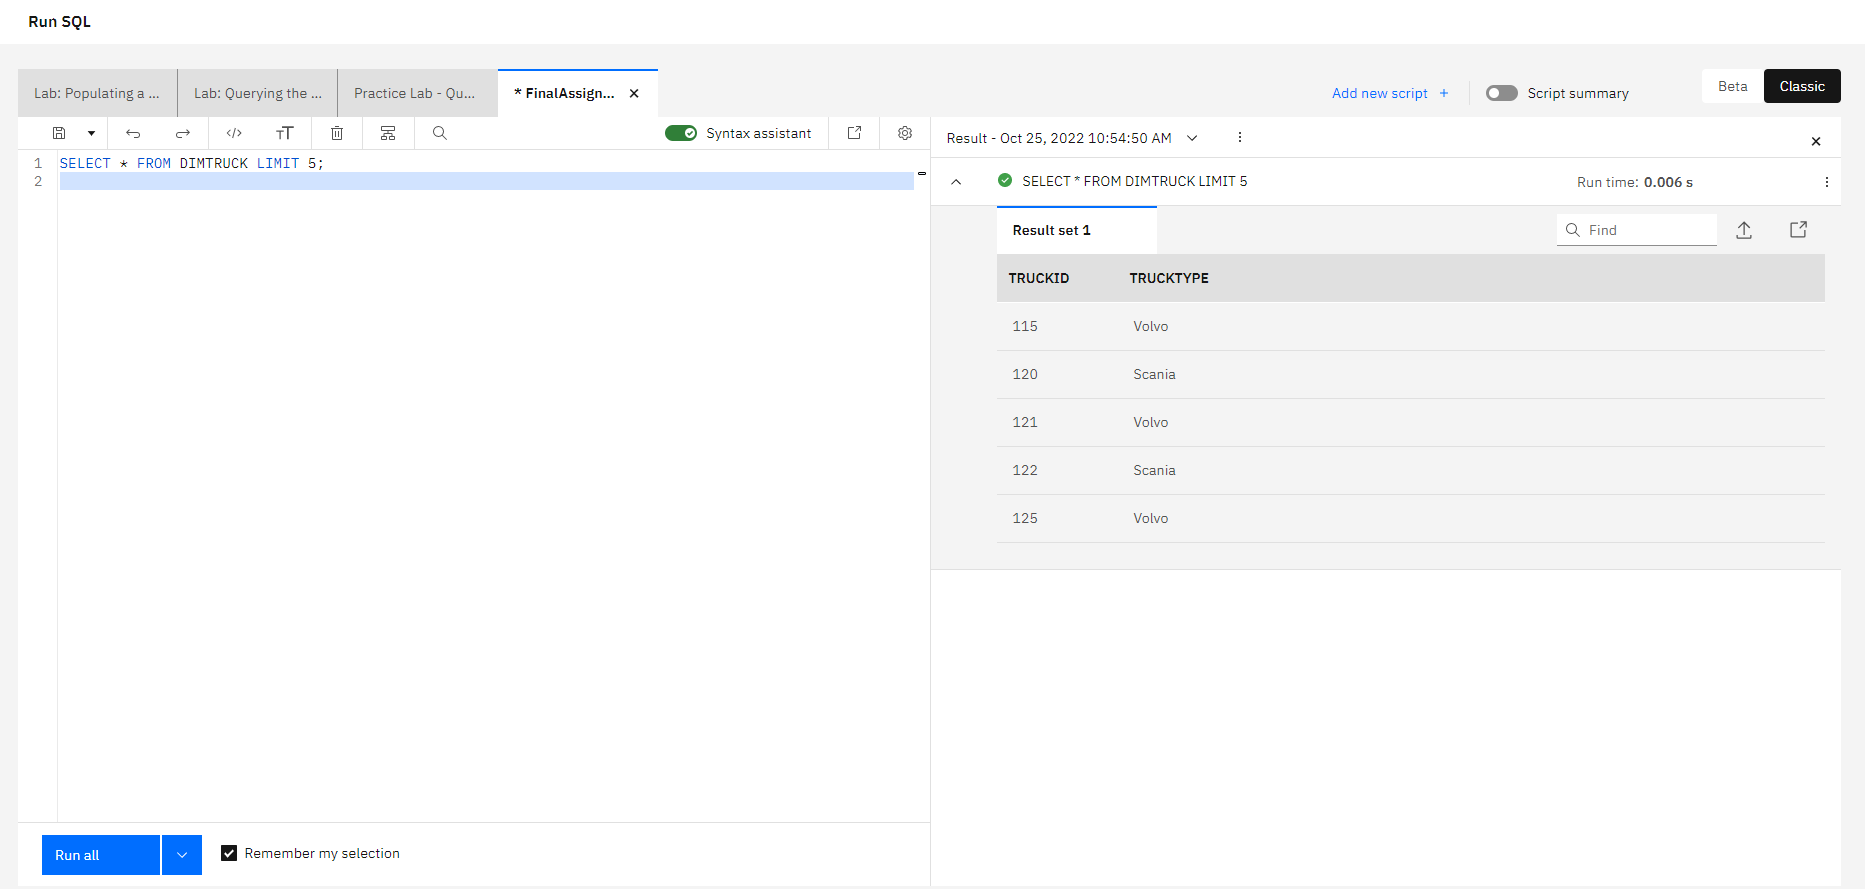 Run SQL
Lab: Populating a ...
Lab: Querying the ...
Practice Lab - Qu...
* FinalAssign...
Add new script +
Script summary
Beta
Classic
Syntax assistant
1 SELECT * FROM DIMTRUCK LIMIT 5;
2
Result - Oct 25, 2022 10:54:50 AM
SELECT * FROM DIMTRUCK LIMIT 5
Run time: 0.006 s
Result set 1
Find
TRUCKID TRUCKTYPE
115 Volvo
120 Scania
121 Volvo
122 Scania
125 Volvo
Run all
Remember my selection